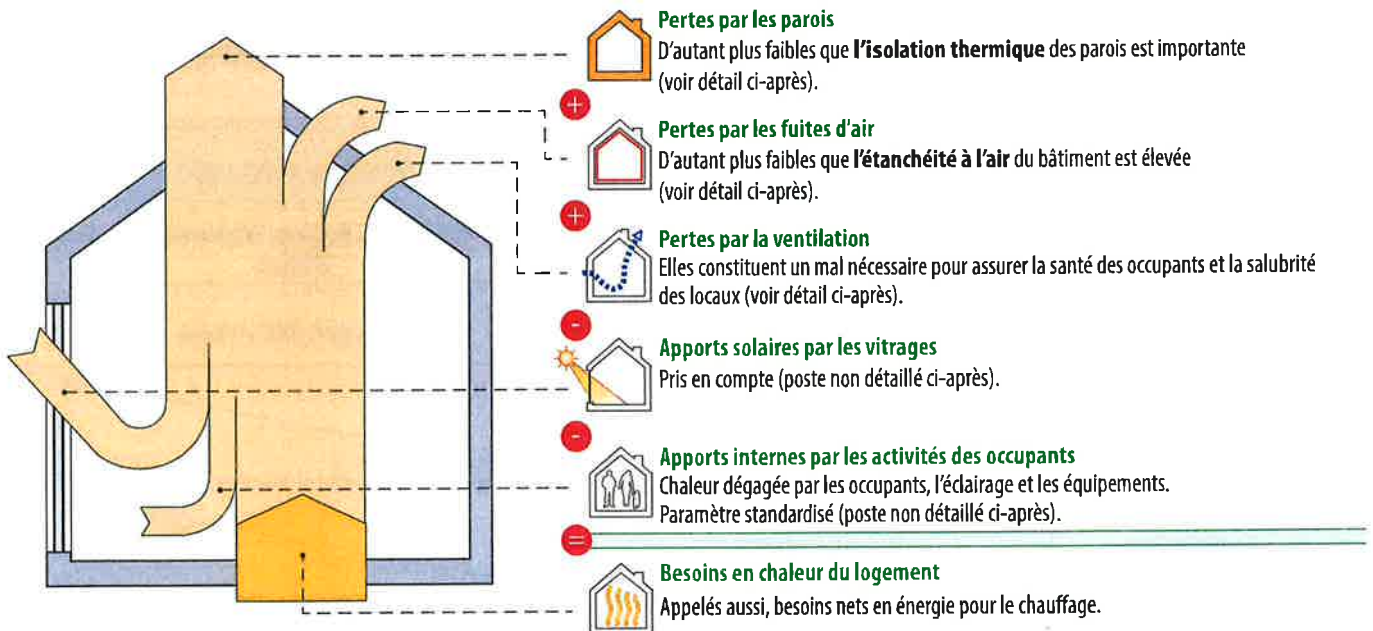 Pertes par les parois
D'autant plus faibles que l'isolation thermique des parois est importante
(voir détail ci-après).
+
Pertes par les fuites d'air
D'autant plus faibles que l'étanchéité à l'air du bâtiment est élevée
(voir détail ci-après).
+
Pertes par la ventilation
Elles constituent un mal nécessaire pour assurer la santé des occupants et la salubrité
des locaux (voir détail ci-après).
-
Apports solaires par les vitrages
Pris en compte (poste non détaillé ci-après).
-
Apports internes par les activités des occupants
Chaleur dégagée par les occupants, l'éclairage et les équipements.
Paramètre standardisé (poste non détaillé ci-après).
=
Besoins en chaleur du logement
Appelés aussi, besoins nets en énergie pour le chauffage.